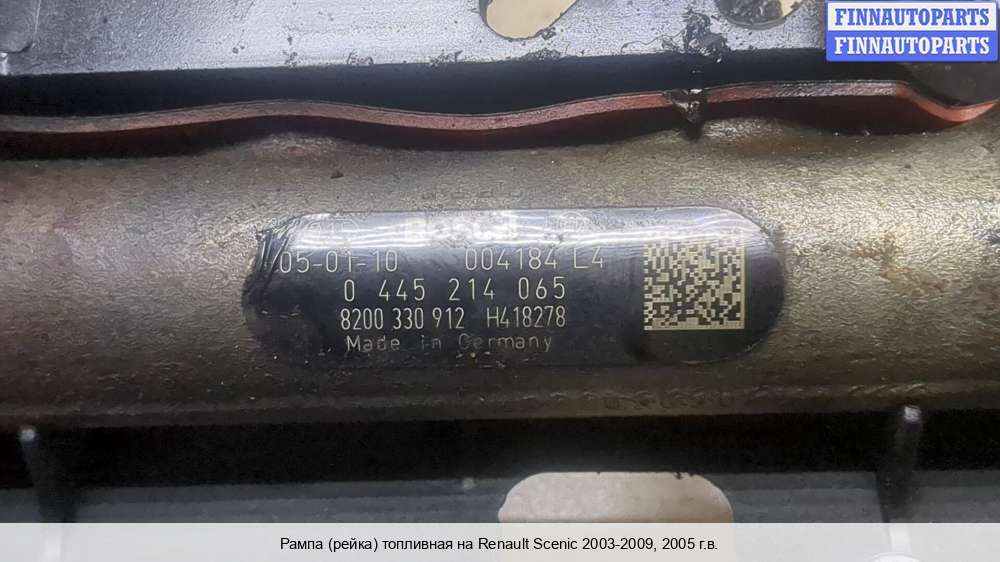 FINNAUTOPARTS
FINNAUTOPARTS
BOSCH
05-01-10 004184 L4
0 445 214 065
8200 330 912 H418278
Made in Germany
Рампа (рейка) топливная на Renault Scenic 2003-2009, 2005 г.в.